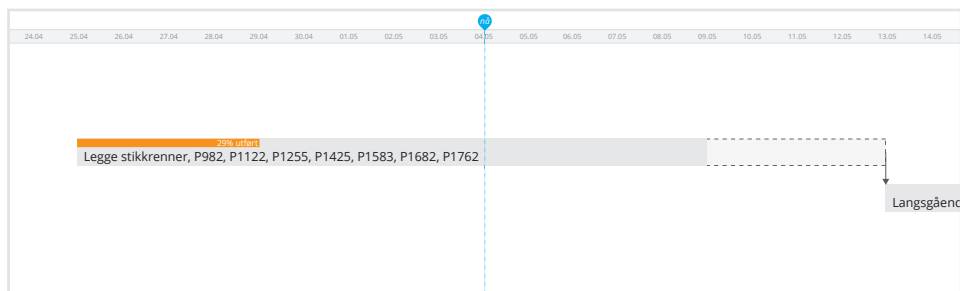 nå
24.04 25.04 26.04 27.04 28.04 29.04 30.04 01.05 02.05 03.05 04.05 05.05 06.05 07.05 08.05 09.05 10.05 11.05 12.05 13.05 14.05
29% utført
Legge stikkrenner, P982, P1122, P1255, P1425, P1583, P1682, P1762
Langsgåend